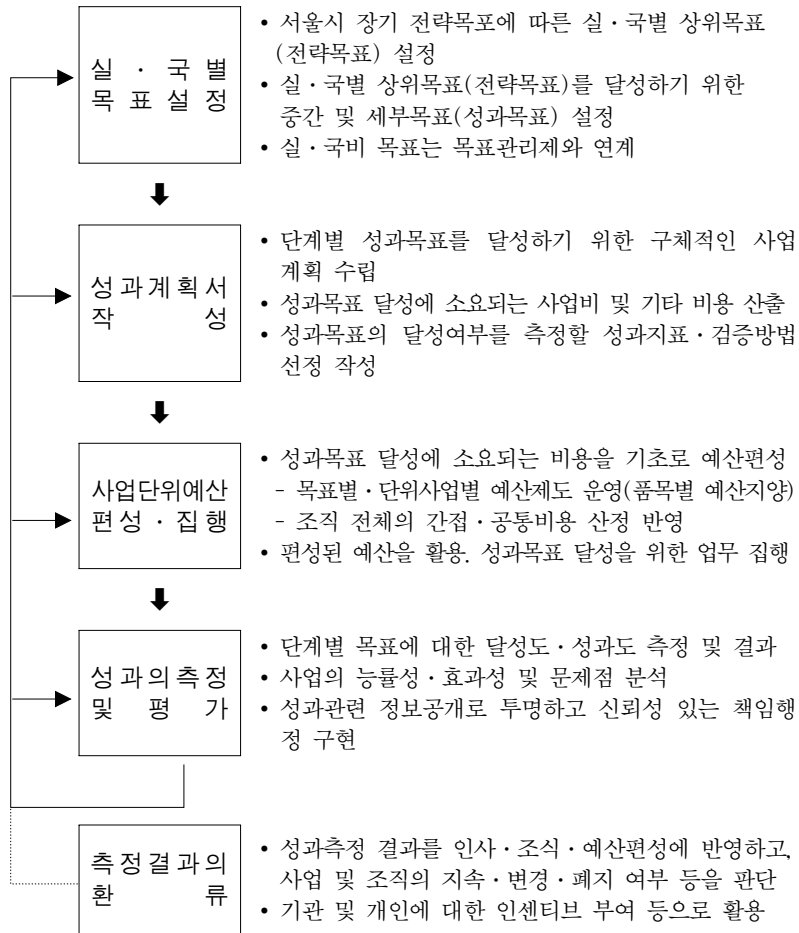 실 · 국 별
목 표 설 정
• 서울시 장기 전략목포에 따른 실 · 국별 상위목표
(전략목표) 설정
• 실 · 국별 상위목표(전략목표)를 달성하기 위한
중간 및 세부목표(성과목표) 설정
• 실 · 국비 목표는 목표관리제와 연계
성 과 계 획 서
작 성
• 단계별 성과목표를 달성하기 위한 구체적인 사업
계획 수립
• 성과목표 달성에 소요되는 사업비 및 기타 비용 산출
• 성과목표의 달성여부를 측정할 성과지표 · 검증방법
선정 작성
사업단위예산
편 성 · 집 행
• 성과목표 달성에 소요되는 비용을 기초로 예산편성
- 목표별 · 단위사업별 예산제도 운영(품목별 예산지양)
- 조직 전체의 간접 · 공통비용 산정 반영
• 편성된 예산을 활용. 성과목표 달성을 위한 업무 집행
성 과 의 측 정
및 평 가
• 단계별 목표에 대한 달성도 · 성과도 측정 및 결과
• 사업의 능률성 · 효과성 및 문제점 분석
• 성과관련 정보공개로 투명하고 신뢰성 있는 책임행
정 구현
측 정 결 과 의
환 류
• 성과측정 결과를 인사 · 조식 · 예산편성에 반영하고,
사업 및 조직의 지속 · 변경 · 폐지 여부 등을 판단
• 기관 및 개인에 대한 인센티브 부여 등으로 활용